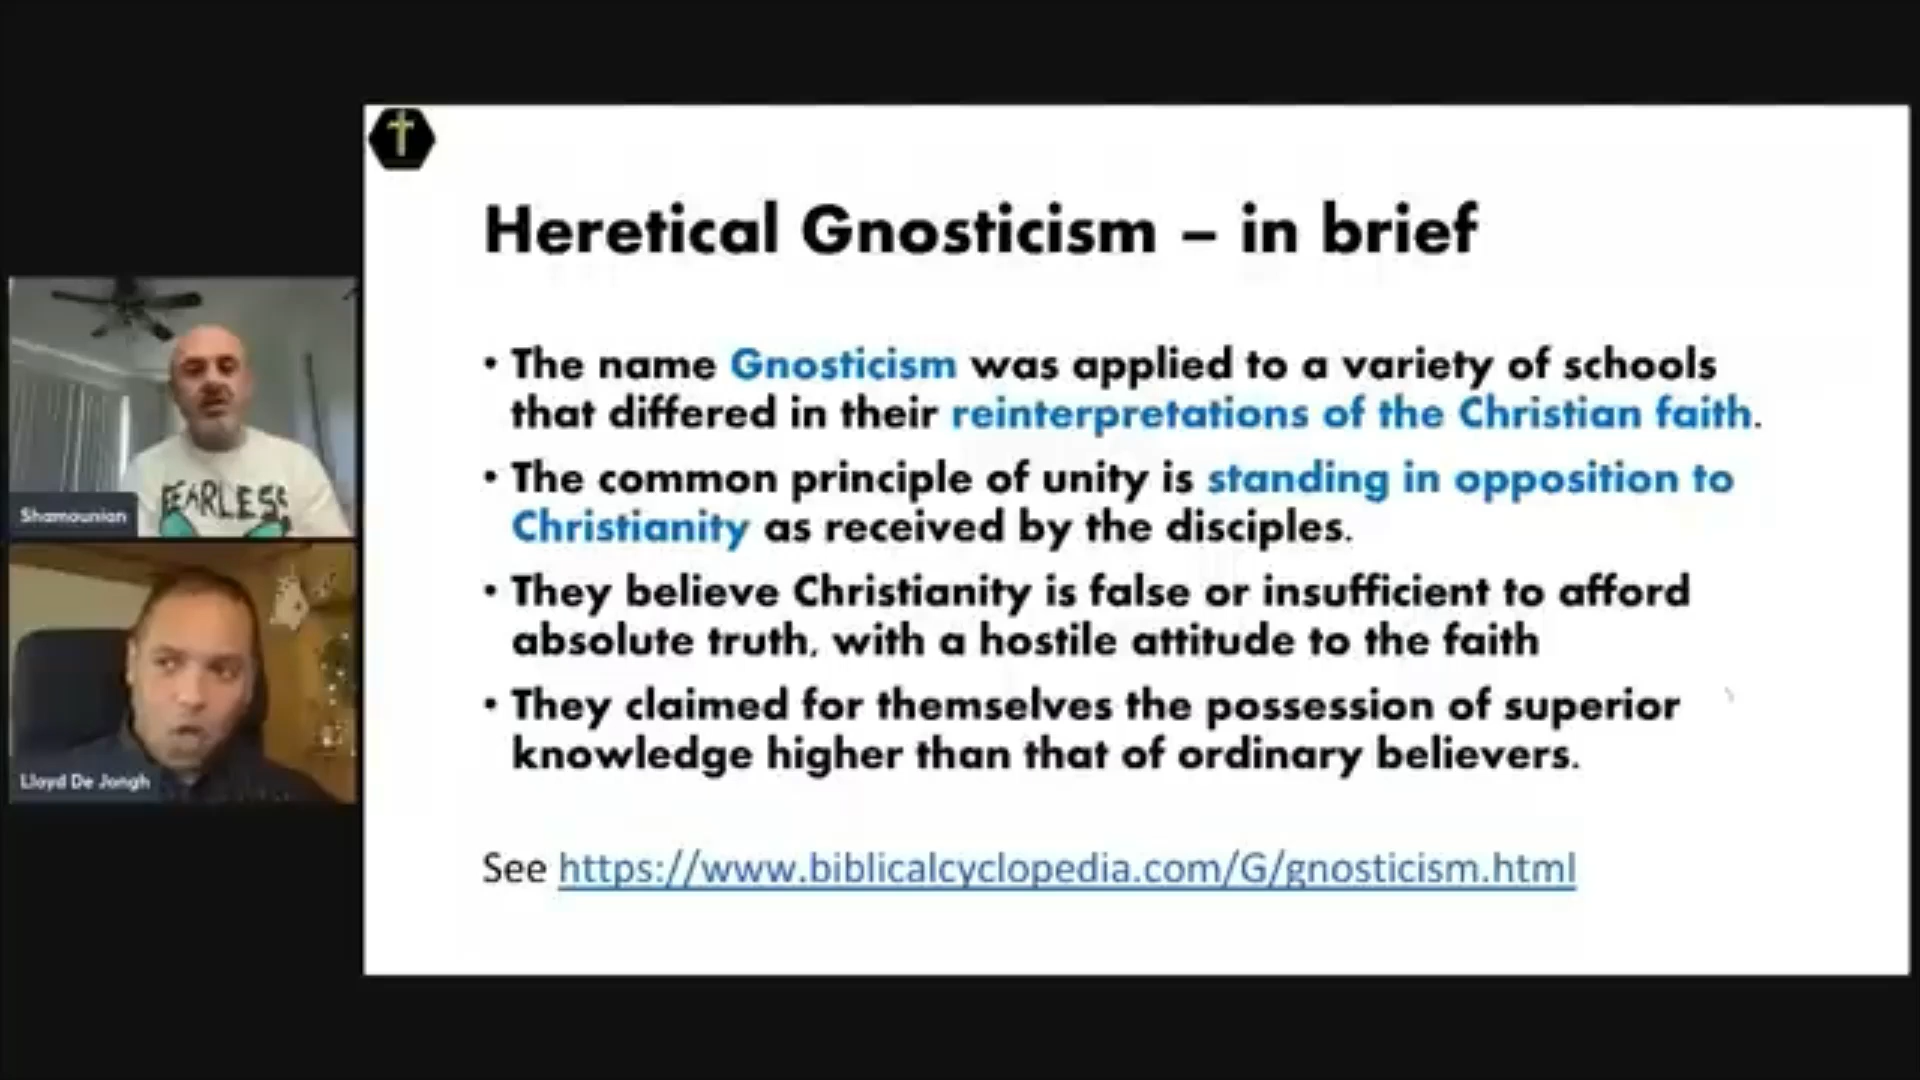 Heretical Gnosticism – in brief
• The name Gnosticism was applied to a variety of schools
that differed in their reinterpretations of the Christian faith.
• The common principle of unity is standing in opposition to
Christianity as received by the disciples.
• They believe Christianity is false or insufficient to afford
absolute truth, with a hostile attitude to the faith
• They claimed for themselves the possession of superior
knowledge higher than that of ordinary believers.
See https://www.biblicalcyclopedia.com/G/gnosticism.html
FEARLESS
Shamounian
Lloyd De Jongh